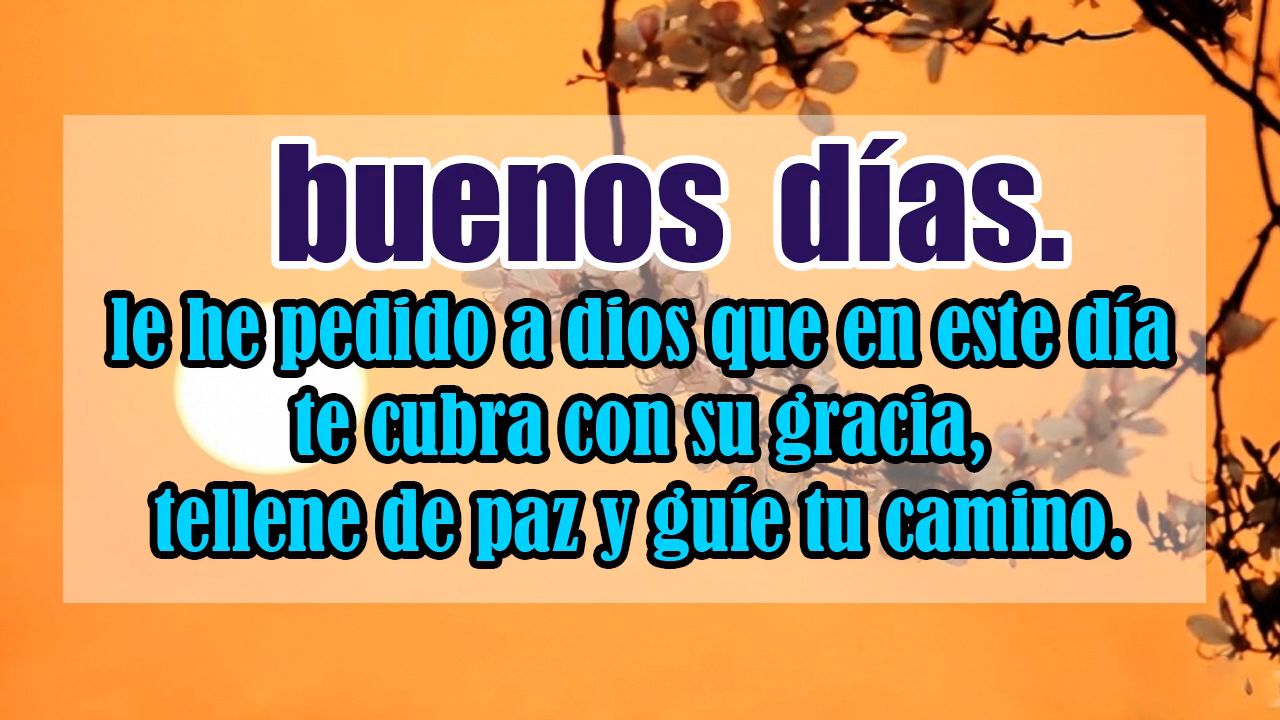 buenos días.
le he pedido a dios que en este día
te cubra con su gracia,
tellene de paz y guíe tu camino.